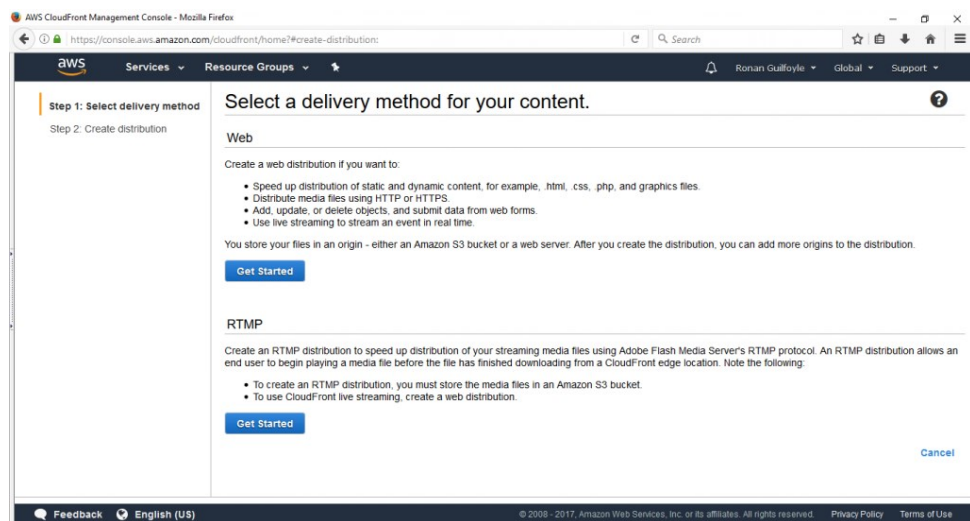 AWS CloudFront Management Console - Mozilla Firefox
https://console.aws.amazon.com/cloudfront/home?#create-distribution:
Search
aws
Services
Resource Groups
Ronan Guilfoyle
Global
Support
Step 1: Select delivery method
Step 2: Create distribution
Select a delivery method for your content.
?
Web
Create a web distribution if you want to:
• Speed up distribution of static and dynamic content, for example, .html, .css, .php, and graphics files.
• Distribute media files using HTTP or HTTPS.
• Add, update, or delete objects, and submit data from web forms.
• Use live streaming to stream an event in real time.
You store your files in an origin - either an Amazon S3 bucket or a web server. After you create the distribution, you can add more origins to the distribution.
Get Started
RTMP
Create an RTMP distribution to speed up distribution of your streaming media files using Adobe Flash Media Server's RTMP protocol. An RTMP distribution allows an
end user to begin playing a media file before the file has finished downloading from a CloudFront edge location. Note the following:
• To create an RTMP distribution, you must store the media files in an Amazon S3 bucket.
• To use CloudFront live streaming, create a web distribution.
Get Started
Cancel
Feedback
English (US)
© 2008 - 2017, Amazon Web Services, Inc. or its affiliates. All rights reserved.
Privacy Policy
Terms of Use